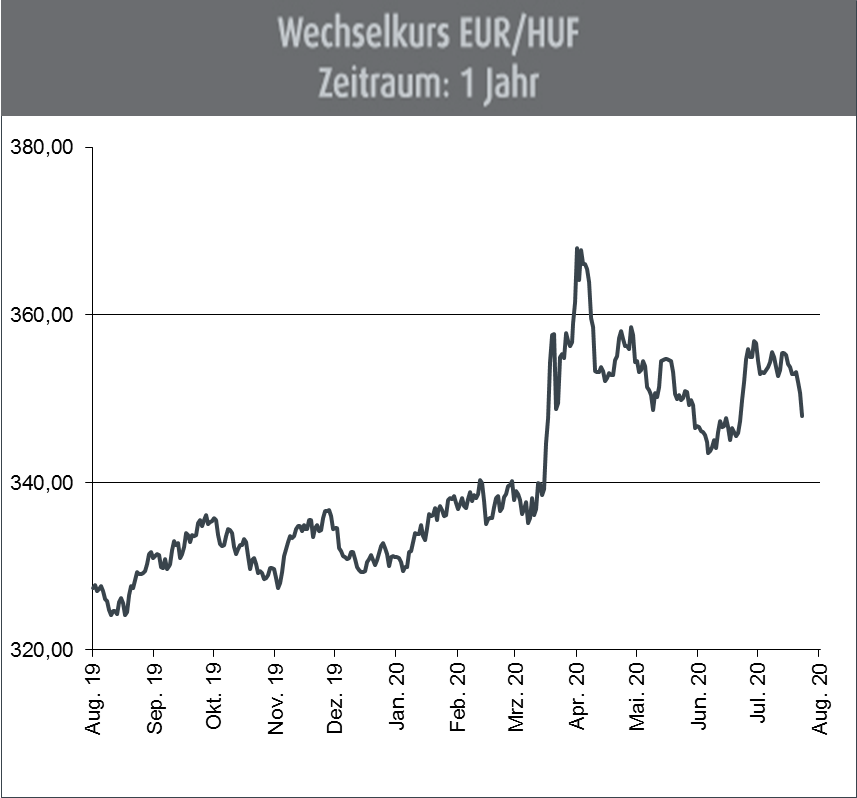 Wechselkurs EUR/HUF
Zeitraum: 1 Jahr
380,00
360,00
340,00
320,00
Aug. 19
Sep. 19
Okt. 19
Nov. 19
Dez. 19
Jan. 20
Feb. 20
Mrz. 20
Apr. 20
Mai. 20
Jun. 20
Jul. 20
Aug. 20